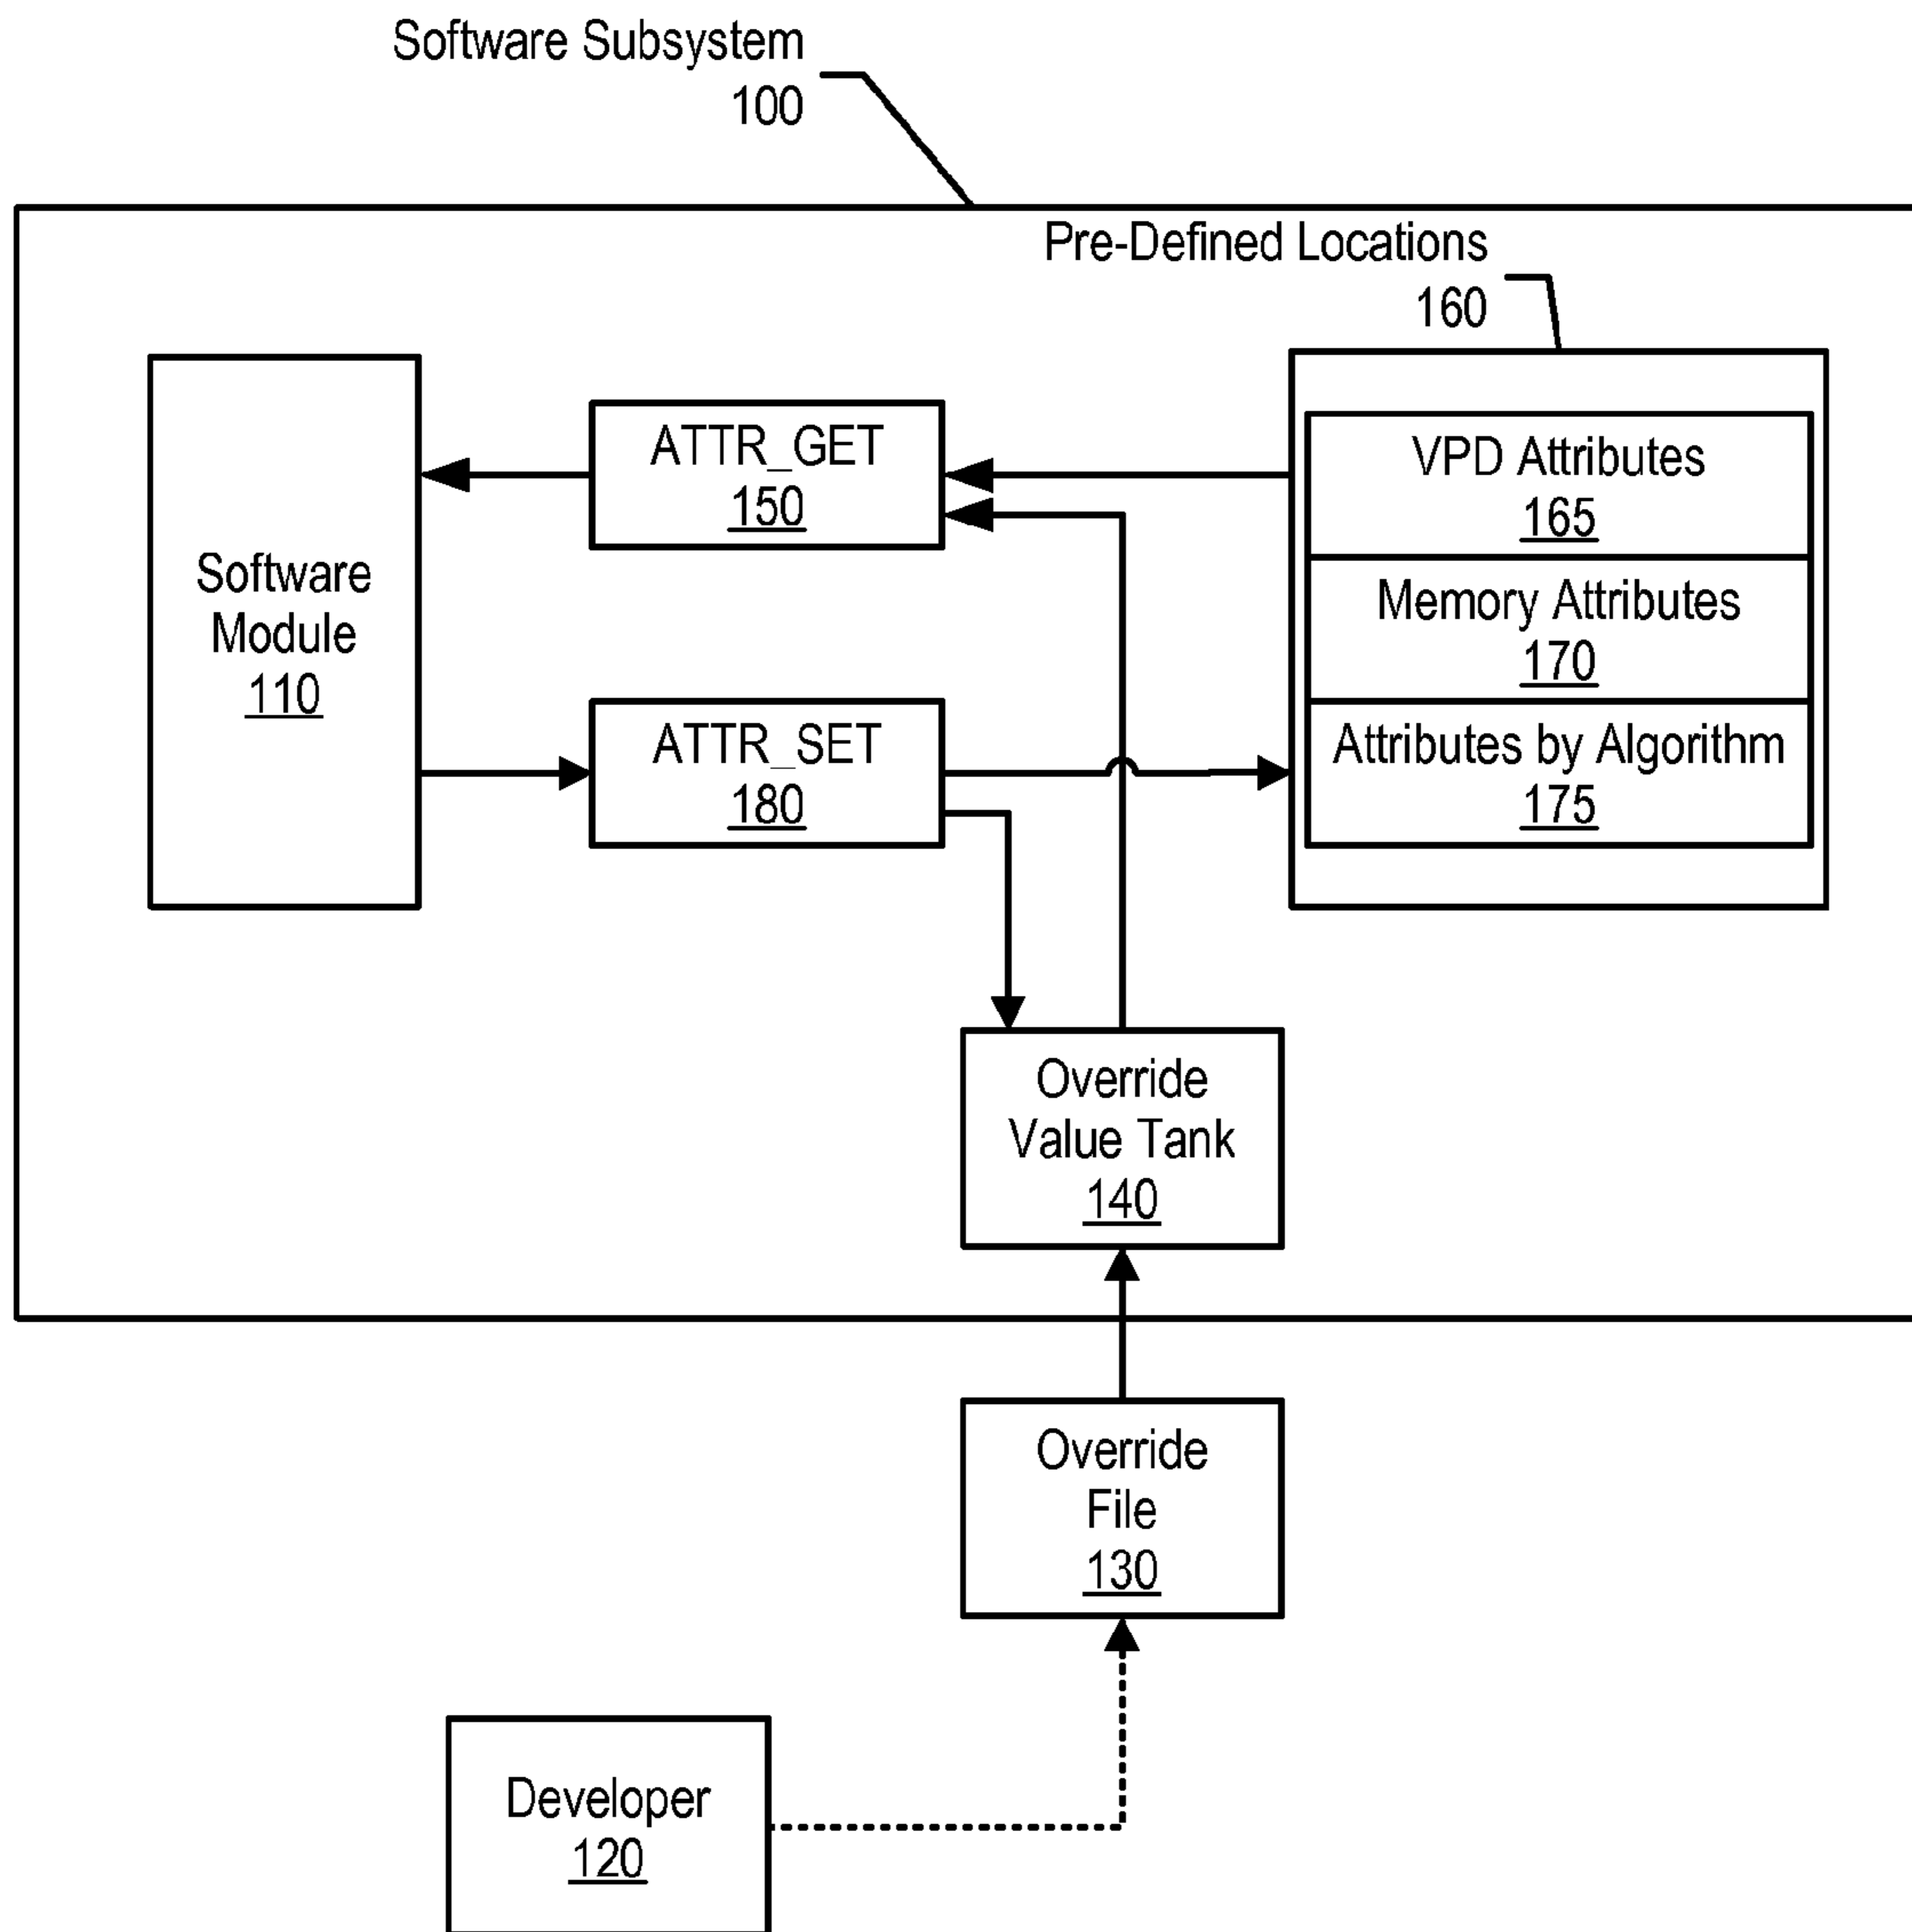 Software Subsystem
100
Pre-Defined Locations
160
Software
Module
110
ATTR_GET
150
VPD Attributes
165
Memory Attributes
170
ATTR_SET
180
Attributes by Algorithm
175
Override
Value Tank
140
Override
File
130
Developer
120